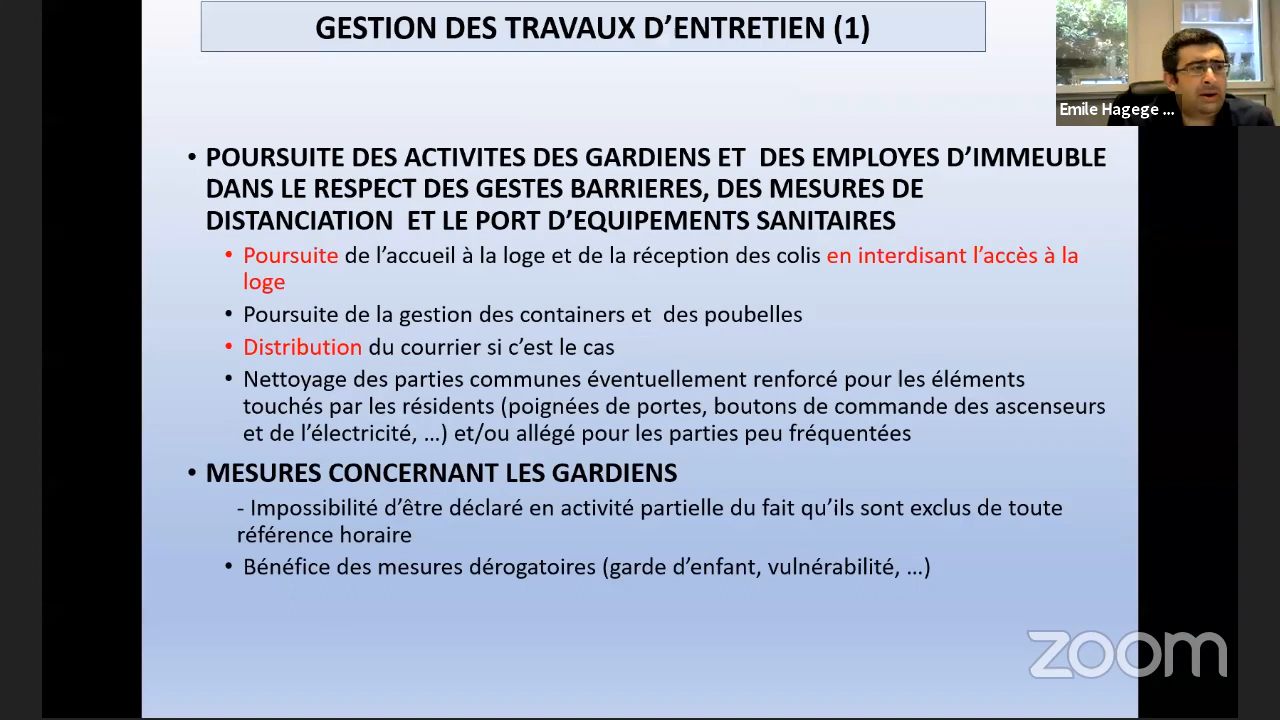 GESTION DES TRAVAUX D’ENTRETIEN (1)
Emile Hagege ...
• POURSUITE DES ACTIVITES DES GARDIENS ET DES EMPLOYES D’IMMEUBLE
DANS LE RESPECT DES GESTES BARRIERES, DES MESURES DE
DISTANCIATION ET LE PORT D’EQUIPEMENTS SANITAIRES
• Poursuite de l’accueil à la loge et de la réception des colis en interdisant l’accès à la
loge
• Poursuite de la gestion des containers et des poubelles
• Distribution du courrier si c’est le cas
• Nettoyage des parties communes éventuellement renforcé pour les éléments
touchés par les résidents (poignées de portes, boutons de commande des ascenseurs
et de l’électricité, …) et/ou allégé pour les parties peu fréquentées
• MESURES CONCERNANT LES GARDIENS
- Impossibilité d’être déclaré en activité partielle du fait qu’ils sont exclus de toute
référence horaire
• Bénéfice des mesures dérogatoires (garde d’enfant, vulnérabilité, …)
zoom